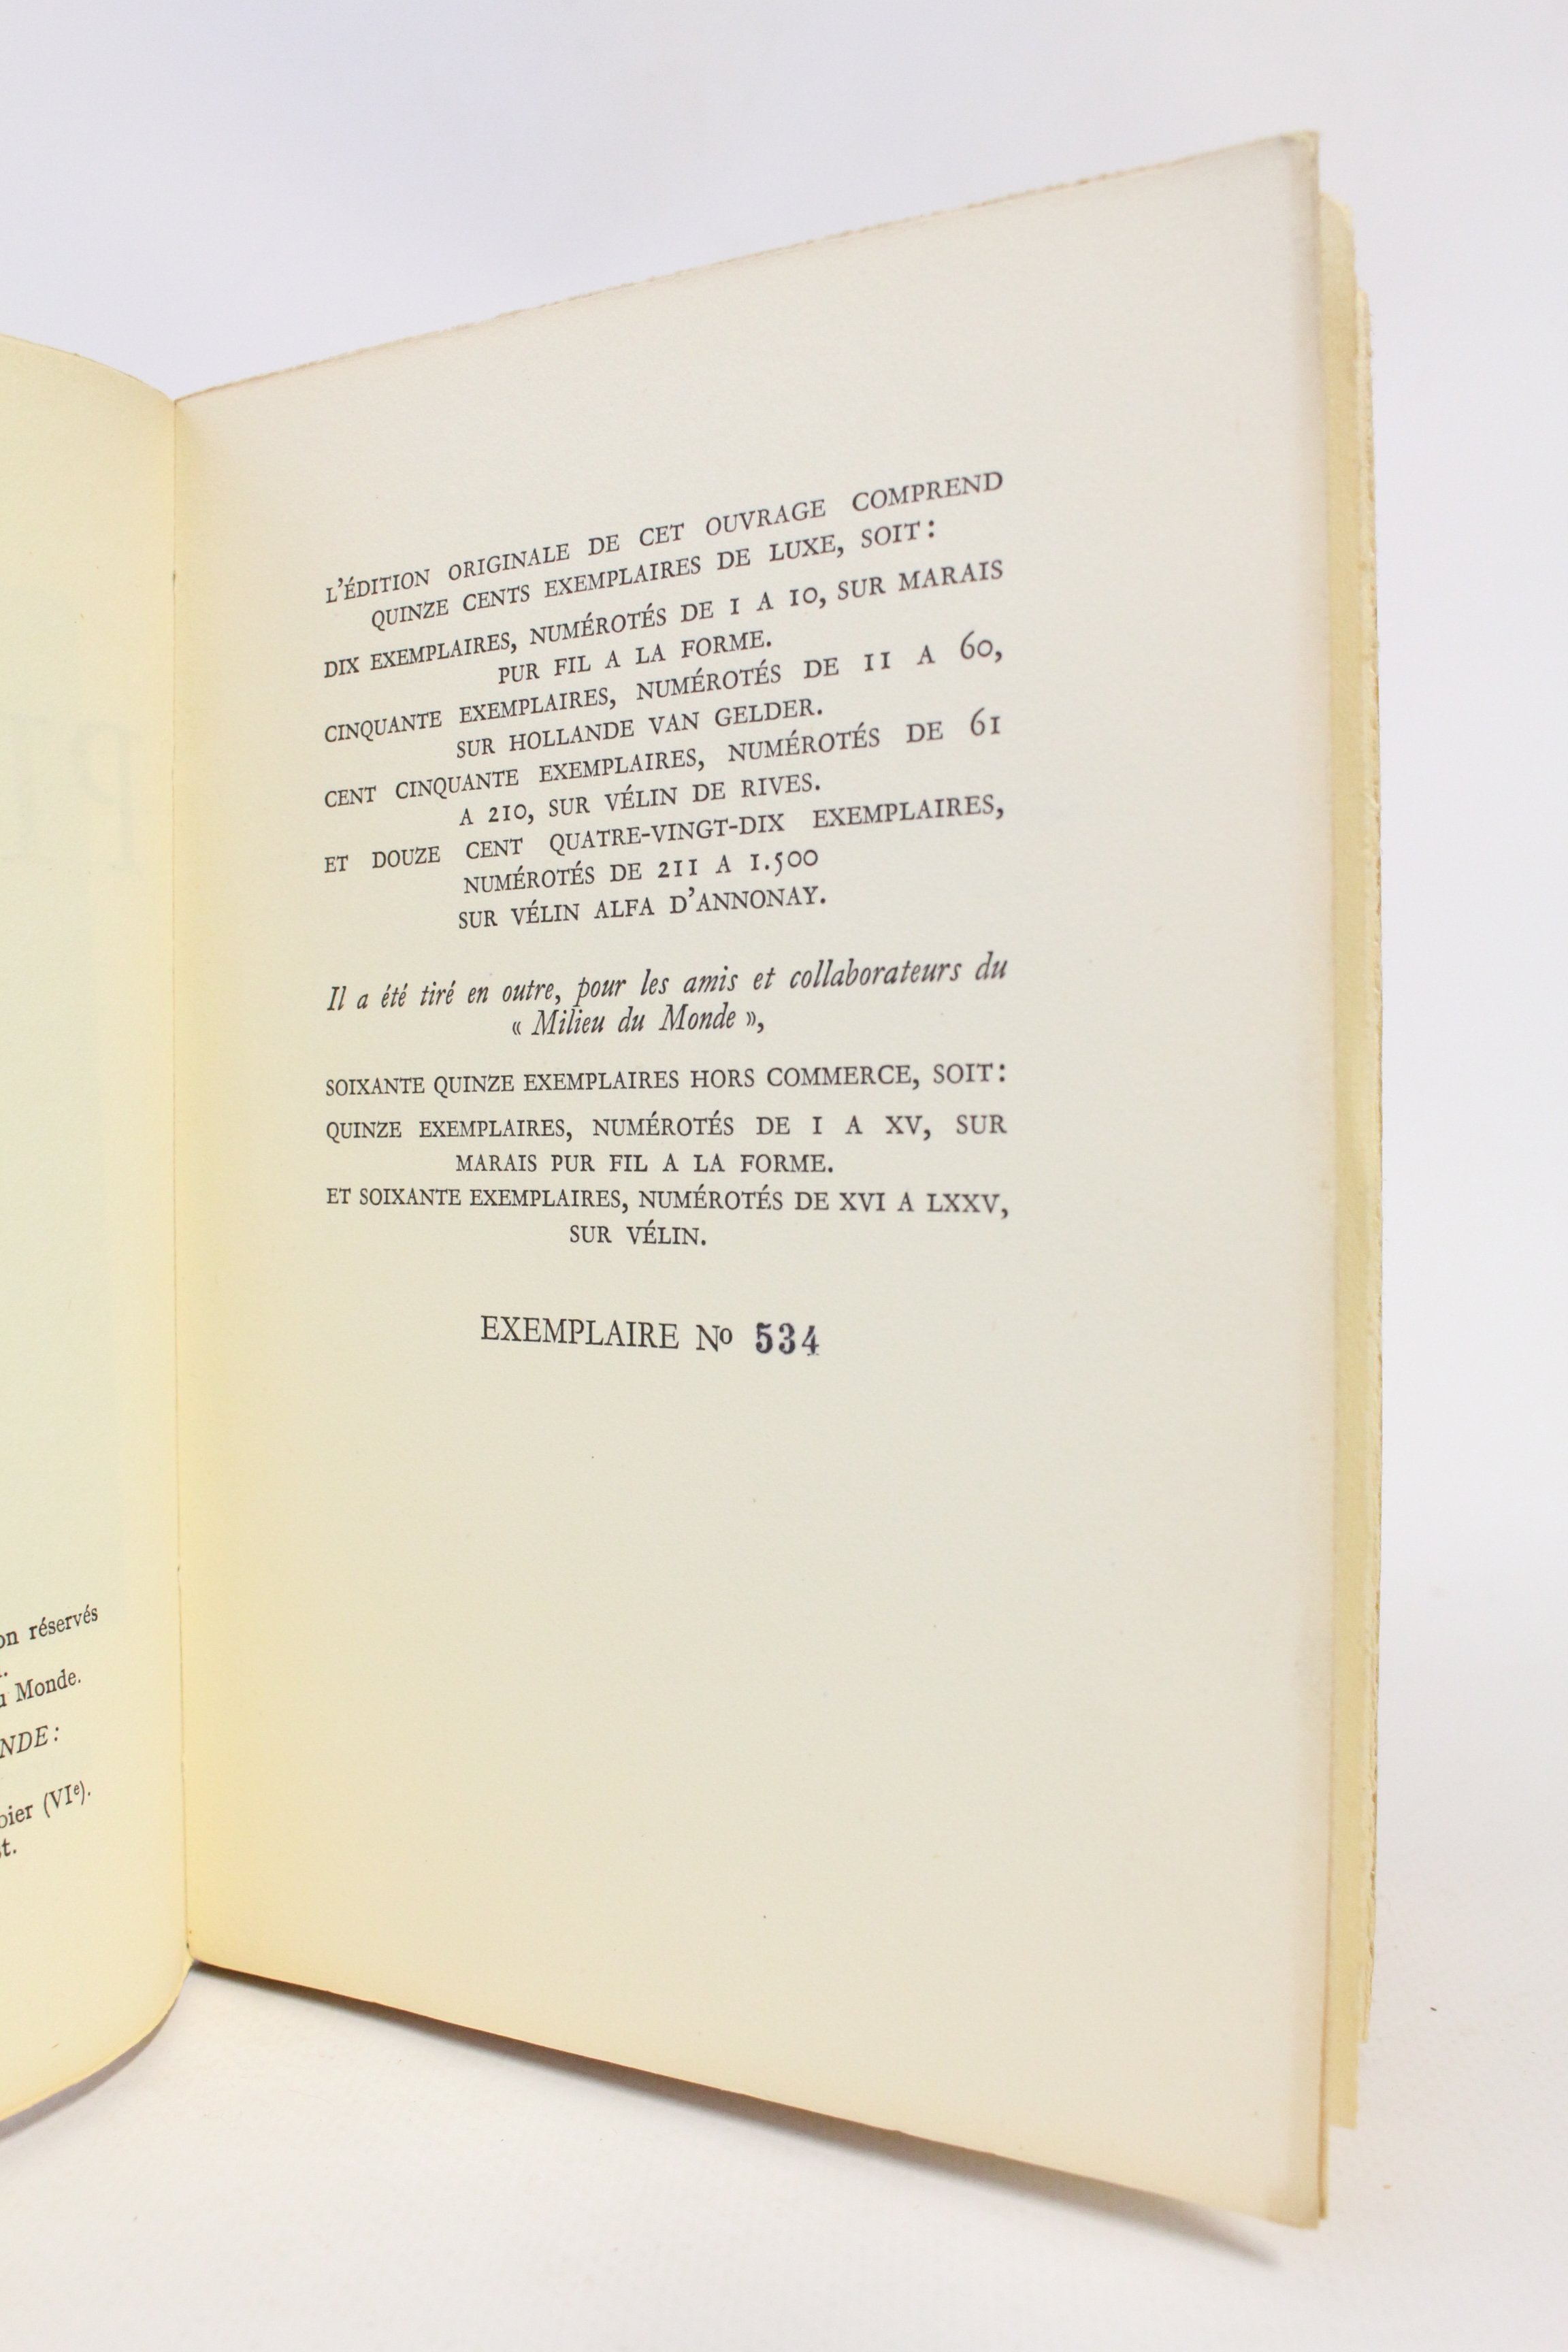 réservés
Monde.
(VIe).
L'ÉDITION ORIGINALE DE CET OUVRAGE COMPREND
QUINZE CENTS EXEMPLAIRES DE LUXE, SOIT :
DIX EXEMPLAIRES, NUMÉROTÉS DE 1 A 10, SUR MARAIS
PUR FIL A LA FORME.
CINQUANTE EXEMPLAIRES, NUMÉROTÉS DE 11 A 60,
SUR HOLLANDE VAN GELDER.
CENT CINQUANTE EXEMPLAIRES, NUMÉROTÉS DE 61
A 210, SUR VÉLIN DE RIVES.
ET DOUZE CENT QUATRE-VINGT-DIX EXEMPLAIRES,
NUMÉROTÉS DE 211 A 1.500
SUR VÉLIN ALFA D'ANNONAY.
Il a été tiré en outre, pour les amis et collaborateurs du
« Milieu du Monde »,
SOIXANTE QUINZE EXEMPLAIRES HORS COMMERCE, SOIT :
QUINZE EXEMPLAIRES, NUMÉROTÉS DE I A XV, SUR
MARAIS PUR FIL A LA FORME.
ET SOIXANTE EXEMPLAIRES, NUMÉROTÉS DE XVI A LXXV,
SUR VÉLIN.
EXEMPLAIRE No 534